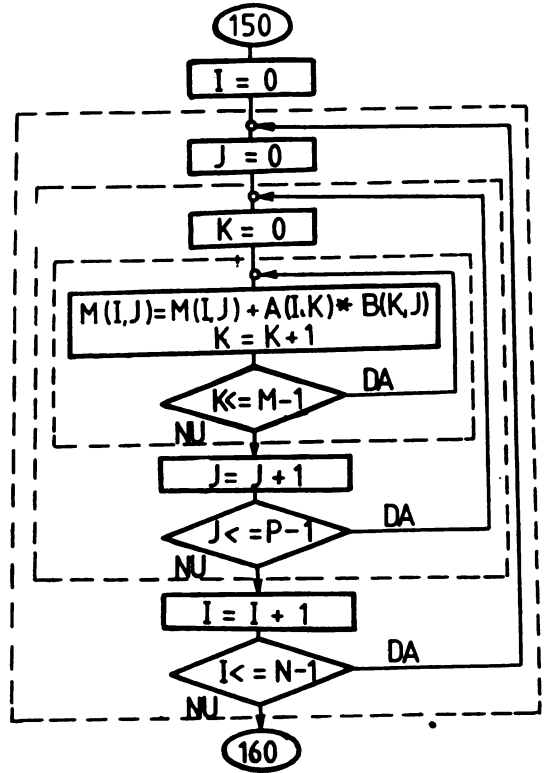 150
I = 0
J = 0
K = 0
M(I,J)=M(I,J)+A(I,K)* B(K,J)
K = K+1
K<= M-1
DA
NU
J= J+1
J< =P-1
DA
NU
I = I + 1
I<= N-1
DA
NU
160